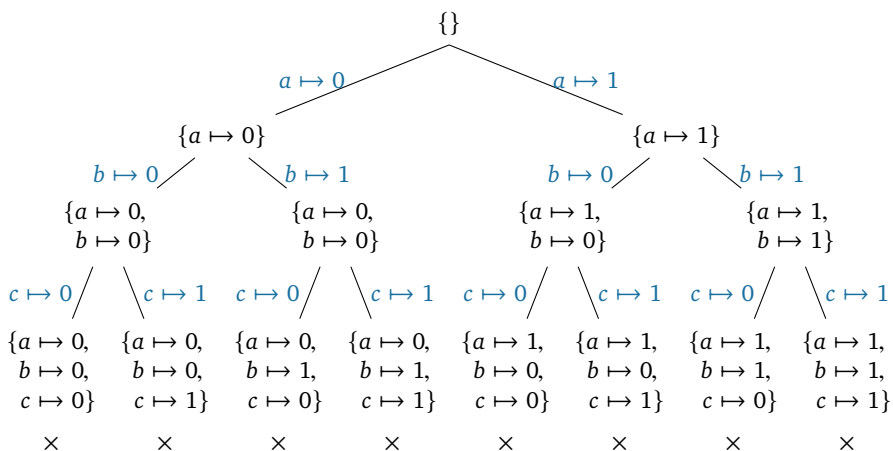 {}
a ↦ 0 a ↦ 1
{a ↦ 0} {a ↦ 1}
b ↦ 0 b ↦ 1 b ↦ 0 b ↦ 1
{a ↦ 0, {a ↦ 0, {a ↦ 1, {a ↦ 1,
b ↦ 0} b ↦ 0} b ↦ 0} b ↦ 1}
c ↦ 0 c ↦ 1 c ↦ 0 c ↦ 1 c ↦ 0 c ↦ 1 c ↦ 0 c ↦ 1
{a ↦ 0, {a ↦ 0, {a ↦ 0, {a ↦ 0, {a ↦ 1, {a ↦ 1, {a ↦ 1, {a ↦ 1,
b ↦ 0, b ↦ 0, b ↦ 1, b ↦ 1, b ↦ 0, b ↦ 0, b ↦ 1, b ↦ 1,
c ↦ 0} c ↦ 1} c ↦ 0} c ↦ 1} c ↦ 0} c ↦ 1} c ↦ 0} c ↦ 1}
× × × × × × × ×